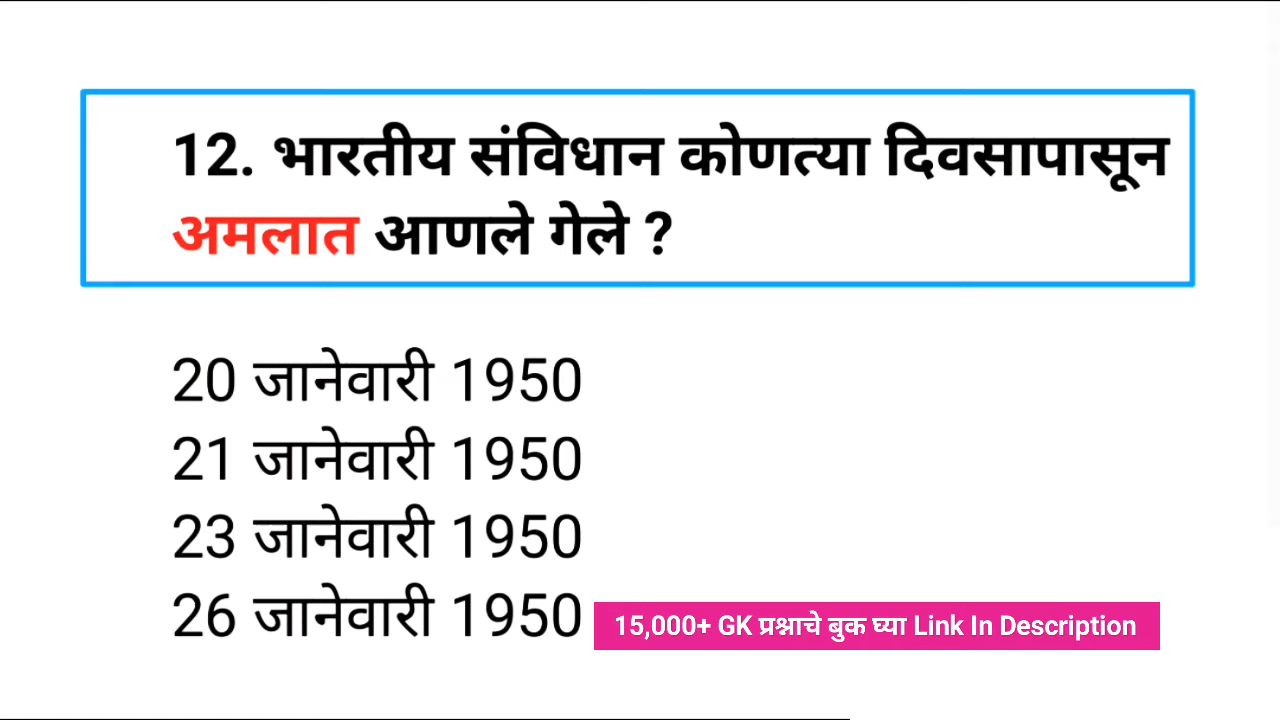 12. भारतीय संविधान कोणत्या दिवसापासून
अमलात आणले गेले ?
20 जानेवारी 1950
21 जानेवारी 1950
23 जानेवारी 1950
26 जानेवारी 1950
15,000+ GK प्रश्नाचे बुक घ्या Link In Description